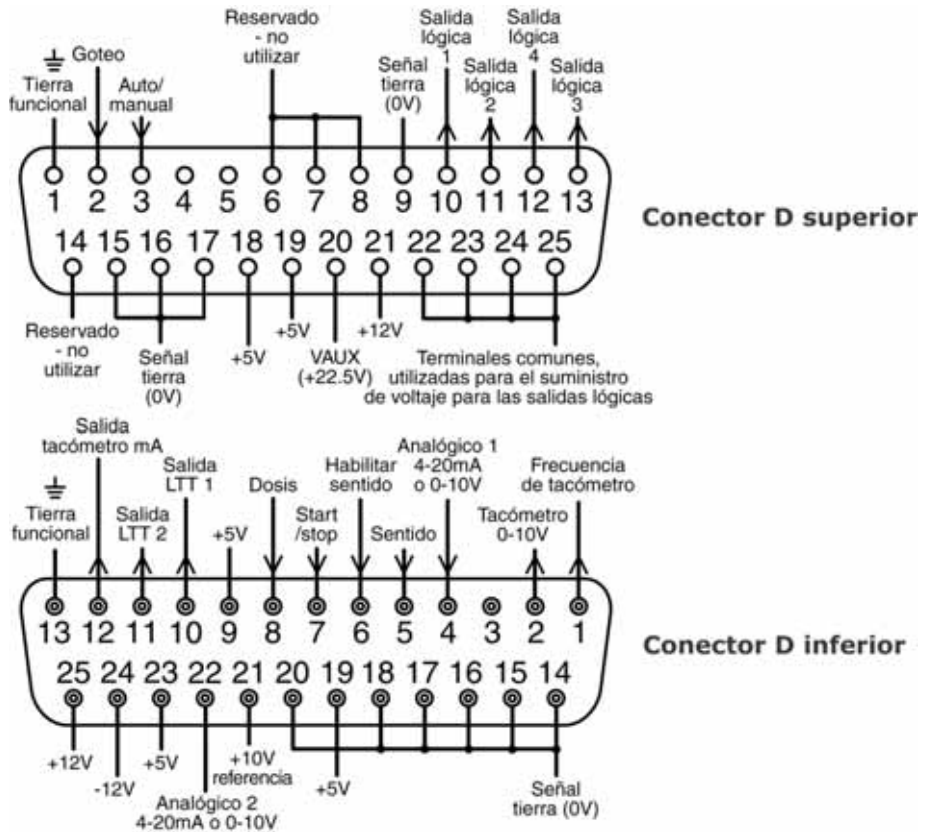 Reservado
- no
utilizar
Salida
lógica
1
Salida
lógica
4
Goteo
Tierra
funcional
Auto/
manual
Señal
tierra
(0V)
Salida
lógica
2
Salida
lógica
3
1 2 3 4 5 6 7 8 9 10 11 12 13
14 15 16 17 18 19 20 21 22 23 24 25
Conector D superior
Reservado
- no
utilizar
Señal
tierra
(0V)
+5V
+5V
VAUX
(+22.5V)
+12V
Terminales comunes,
utilizadas para el suministro
de voltaje para las salidas lógicas
Salida
tacómetro mA
Tierra
funcional
Salida
LTT 2
Salida
LTT 1
+5V
Dosis
Start
/stop
Habilitar
sentido
Sentido
Analógico 1
4-20mA
o 0-10V
Tacómetro
0-10V
Frecuencia
de tacómetro
13 12 11 10 9 8 7 6 5 4 3 2 1
25 24 23 22 21 20 19 18 17 16 15 14
Conector D inferior
+12V
-12V
+5V
Analógico 2
4-20mA o 0-10V
+10V
referencia
+5V
Señal
tierra (0V)